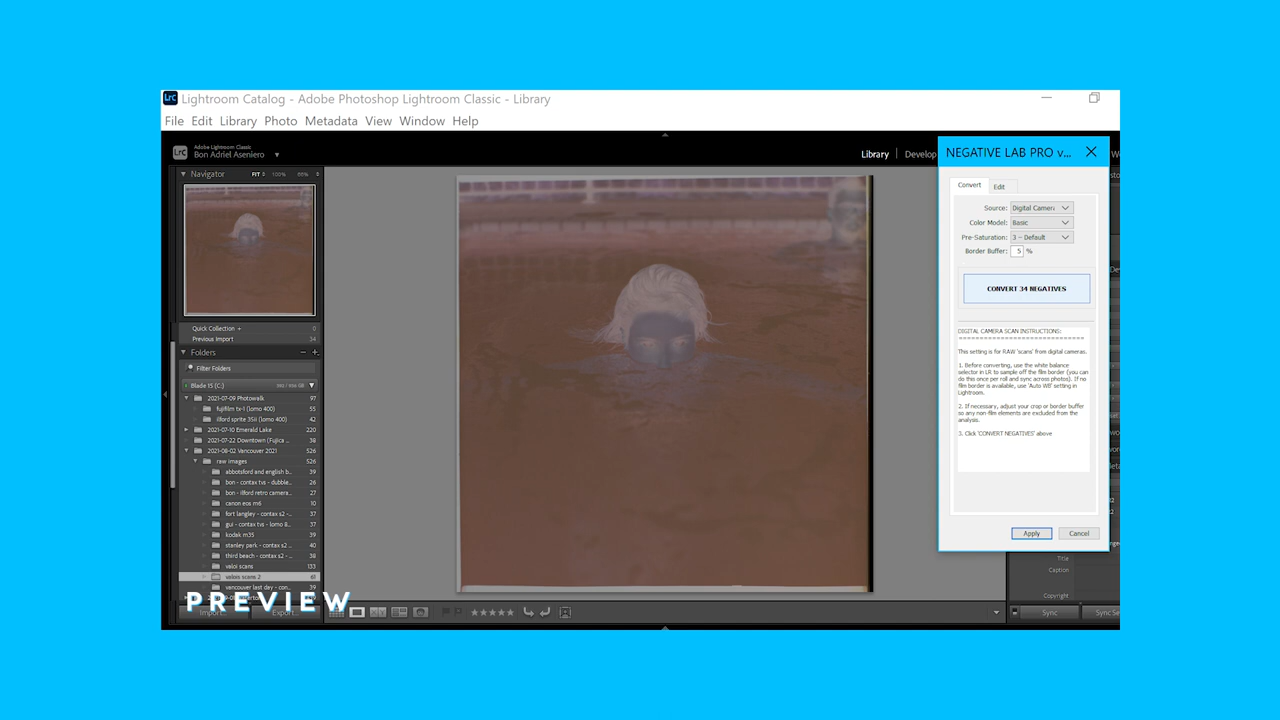 Lrc Lightroom Catalog - Adobe Photoshop Lightroom Classic - Library
File Edit Library Photo Metadata View Window Help
Lrc Adobe Lightroom Classic
Bon Adriel Aseniero
Library | Develop
NEGATIVE LAB PRO v...
Navigator FIT 100%
Convert Edit
Source: Digital Camera
Color Model: Basic
Pre-Saturation: 3 - Default
Border Buffer: 5 %
CONVERT 34 NEGATIVES
DIGITAL CAMERA SCAN INSTRUCTIONS:
==============================
This setting is for RAW 'scans' from digital cameras.
1. Before converting, use the white balance
selector in LR to sample off the film border (you can
do this once per roll and sync across photos). If no
film border is available, use 'Auto WB' setting in
Lightroom.
2. If necessary, adjust your crop or border buffer
so any non-film elements are excluded from the
analysis.
3. Click 'CONVERT NEGATIVES' above
Apply Cancel
Quick Collection + 0
Previous Import 34
Folders
Filter Folders
Blade 15 (C:)
2021-07-09 Photowalk 97
fujifilm tx-1 (lomo 400) 55
ilford sprite 35ii (lomo 400) 42
2021-07-10 Emerald Lake 220
2021-07-22 Downtown (Fujica ... 38
2021-08-02 Vancouver 2021 526
raw images 526
abbotsford and english b... 39
bon - contax tvs - dubble... 26
bon - ilford retro camera... 27
canon eos m6 10
fort langley - contax s2 -... 37
gui - contax tvs - lomo 8... 39
kodak m35 39
stanley park - contax s2 ... 40
third beach - contax s2 -... 38
valoi scans 133
valois scans 2 61
vancouver last day - con... 39
PREVIEW
Import... Export...
Title
Caption
Copyright
Sync Sync Se